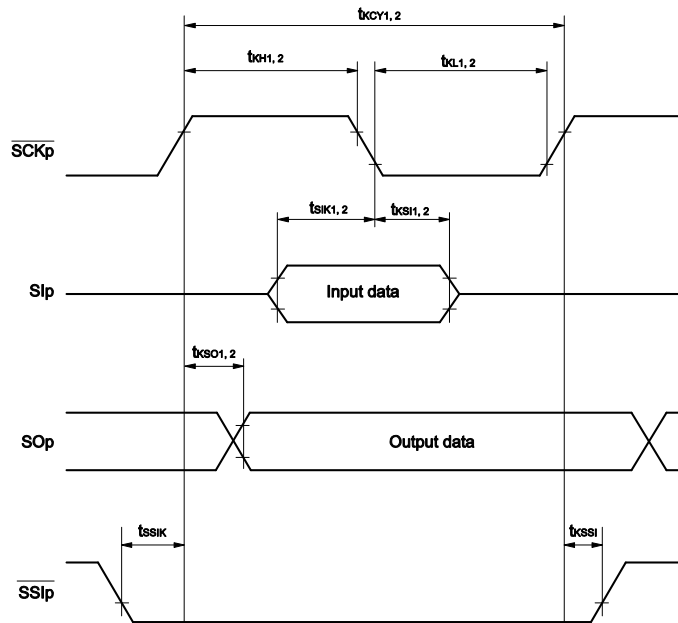 tKCY1, 2
tKH1, 2
tKL1, 2
SCKp
tSIK1, 2
tKSI1, 2
SIp
Input data
tKSO1, 2
SOp
Output data
tSSIK
tKSSI
SSIp